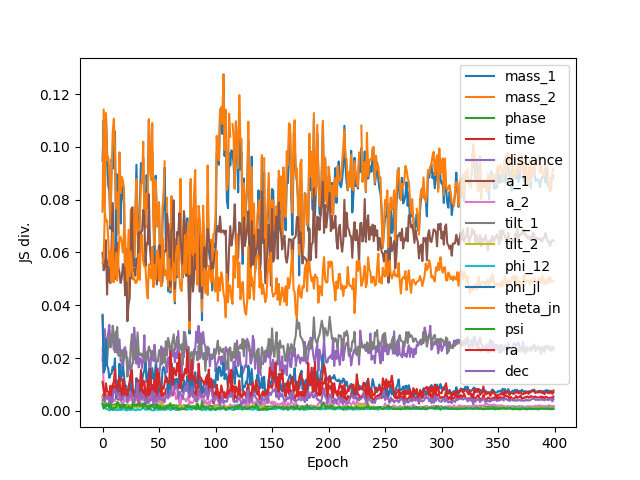 0.12
0.10
0.08
0.06
0.04
0.02
0.00
JS div.
0
50
100
150
200
250
300
350
400
Epoch
mass_1
mass_2
phase
time
distance
a_1
a_2
tilt_1
tilt_2
phi_12
phi_jl
theta_jn
psi
ra
dec